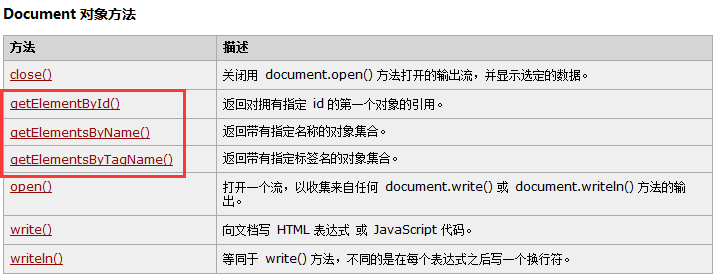 Document 对象方法
方法 描述
close() 关闭用 document.open() 方法打开的输出流，并显示选定的数据。
getElementById() 返回对拥有指定 id 的第一个对象的引用。
getElementsByName() 返回带有指定名称的对象集合。
getElementsByTagName() 返回带有指定标签名的对象集合。
open() 打开一个流，以收集来自任何 document.write() 或 document.writeln() 方法的输
出。
write() 向文档写 HTML 表达式 或 JavaScript 代码。
writeln() 等同于 write() 方法，不同的是在每个表达式之后写一个换行符。